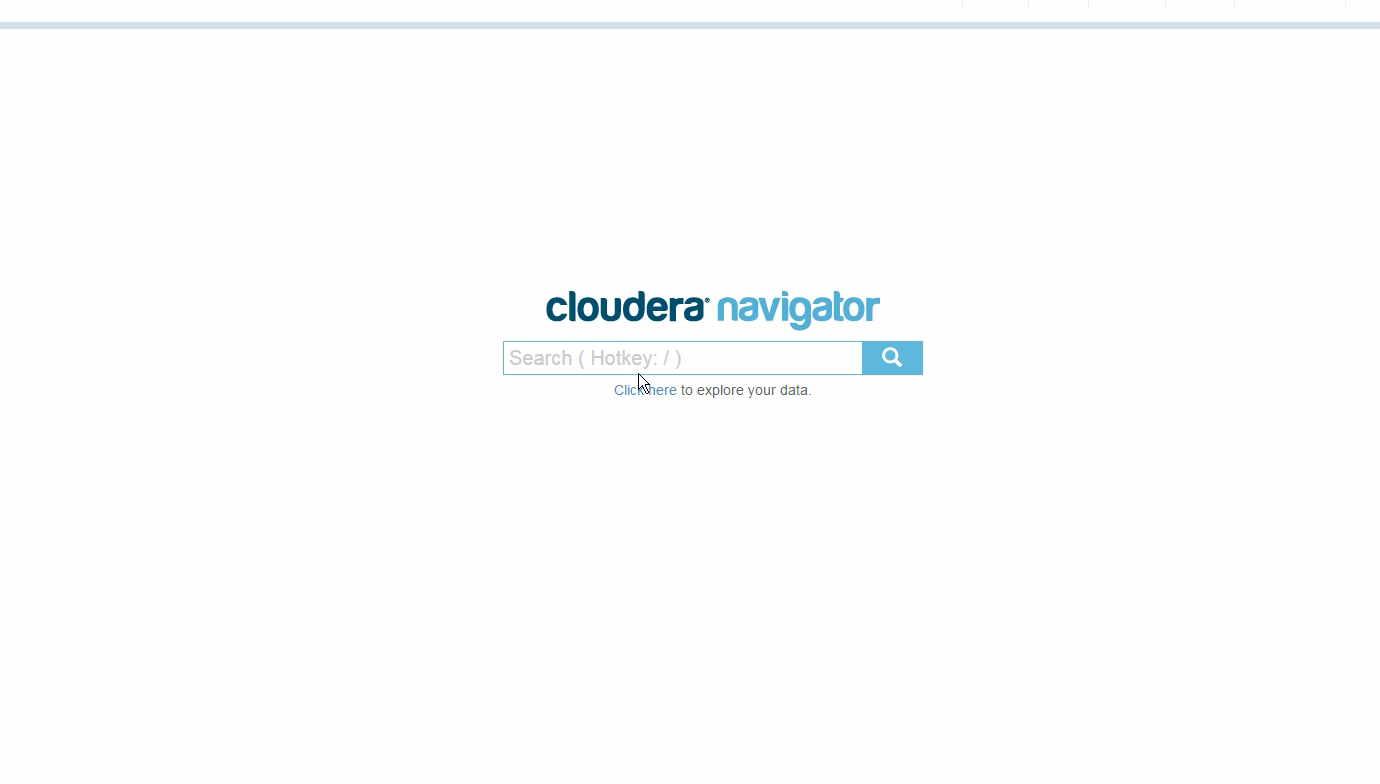 cloudera® navigator
Search ( Hotkey: / )
Click here to explore your data.